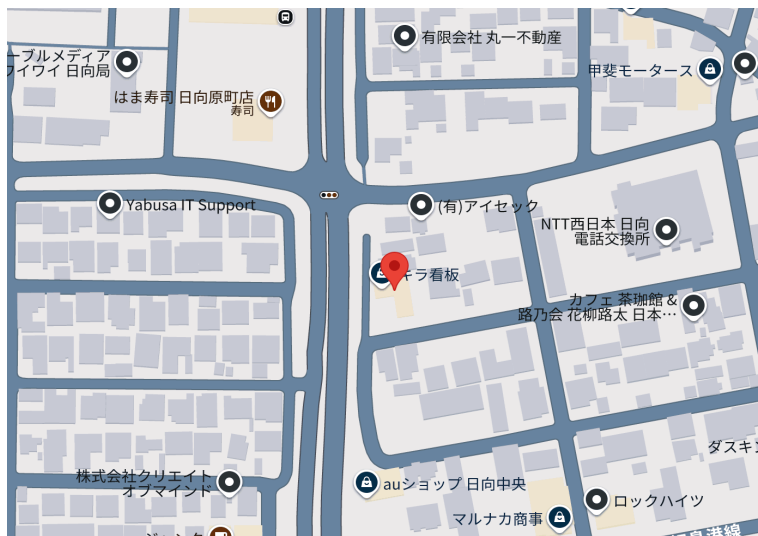 有限会社 丸一不動産
ーブルメディア
ワイワイ 日向局
甲斐モータース
はま寿司 日向原町店
寿司
Yabusa IT Support
(有)アイセック
NTT西日本 日向
電話交換所
キラ看板
カフェ 茶珈館 &
路乃会 花柳路太 日本…
ダスキン
株式会社クリエイト
オブマインド
auショップ 日向中央
ロックハイツ
マルナカ商事